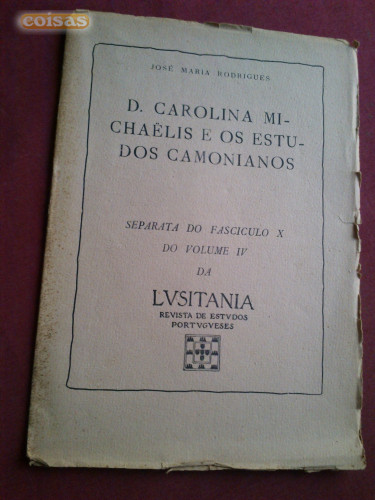 coisas
JOSÉ MARIA RODRIGUES
D. CAROLINA MI-
CHAËLIS E OS ESTU-
DOS CAMONIANOS
SEPARATA DO FASCICULO X
DO VOLUME IV
DA
LVSITANIA
REVISTA DE ESTVDOS
PORTVGVESES